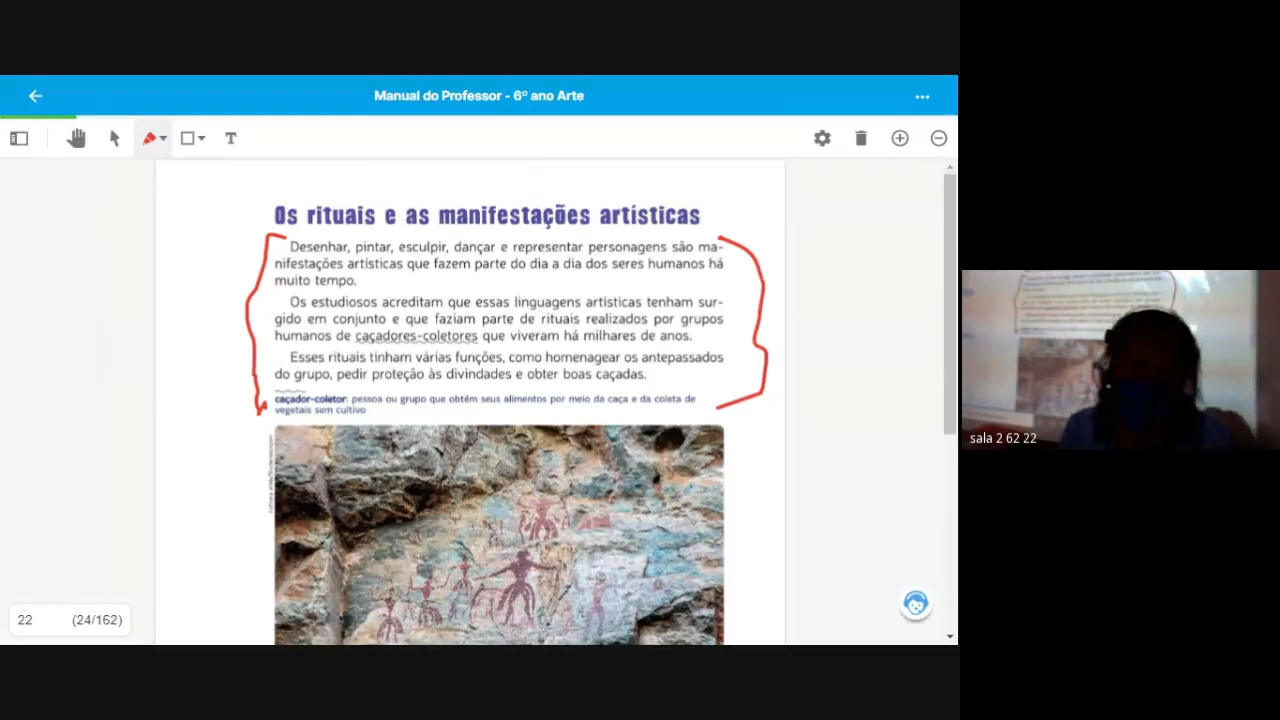 Manual do Professor - 6º ano Arte
T
Os rituais e as manifestações artísticas
Desenhar, pintar, esculpir, dançar e representar personagens são ma-
nifestações artísticas que fazem parte do dia a dia dos seres humanos há
muito tempo.
Os estudiosos acreditam que essas linguagens artísticas tenham sur-
gido em conjunto e que faziam parte de rituais realizados por grupos
humanos de caçadores-coletores que viveram há milhares de anos.
Esses rituais tinham várias funções, como homenagear os antepassados
do grupo, pedir proteção às divindades e obter boas caçadas.
caçador-coletor: pessoa ou grupo que obtém seus alimentos por meio da caça e da coleta de
vegetais sem cultivo
22 (24/162)
sala 2 62 22